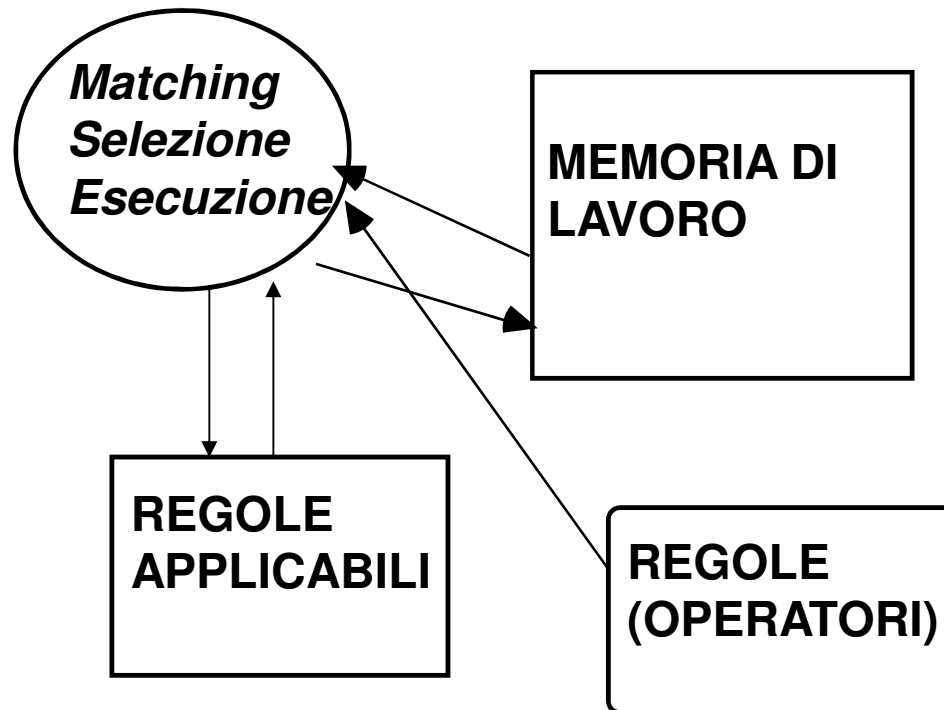 Matching
Selezione
Esecuzione
MEMORIA DI
LAVORO
REGOLE
APPLICABILI
REGOLE
(OPERATORI)